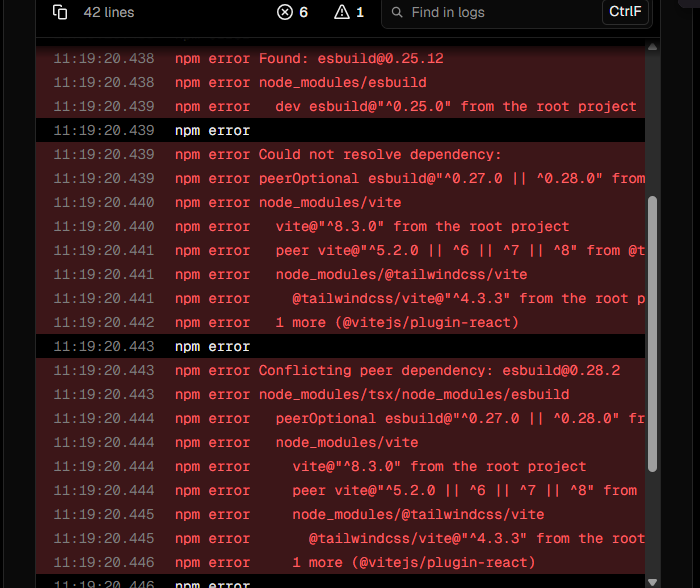 42 lines
6
1
Find in logs
CtrlF
11:19:20.438 npm error Found: esbuild@0.25.12
11:19:20.438 npm error node_modules/esbuild
11:19:20.439 npm error   dev esbuild@"^0.25.0" from the root project
11:19:20.439 npm error
11:19:20.439 npm error Could not resolve dependency:
11:19:20.439 npm error peerOptional esbuild@"^0.27.0 || ^0.28.0" from
11:19:20.440 npm error node_modules/vite
11:19:20.440 npm error   vite@"^8.3.0" from the root project
11:19:20.441 npm error   peer vite@"^5.2.0 || ^6 || ^7 || ^8" from @t
11:19:20.441 npm error   node_modules/@tailwindcss/vite
11:19:20.441 npm error     @tailwindcss/vite@"^4.3.3" from the root p
11:19:20.442 npm error   1 more (@vitejs/plugin-react)
11:19:20.443 npm error
11:19:20.443 npm error Conflicting peer dependency: esbuild@0.28.2
11:19:20.443 npm error node_modules/tsx/node_modules/esbuild
11:19:20.444 npm error   peerOptional esbuild@"^0.27.0 || ^0.28.0" fr
11:19:20.444 npm error   node_modules/vite
11:19:20.444 npm error     vite@"^8.3.0" from the root project
11:19:20.444 npm error     peer vite@"^5.2.0 || ^6 || ^7 || ^8" from
11:19:20.445 npm error     node_modules/@tailwindcss/vite
11:19:20.445 npm error       @tailwindcss/vite@"^4.3.3" from the root
11:19:20.446 npm error     1 more (@vitejs/plugin-react)
11:19:20.446 npm error